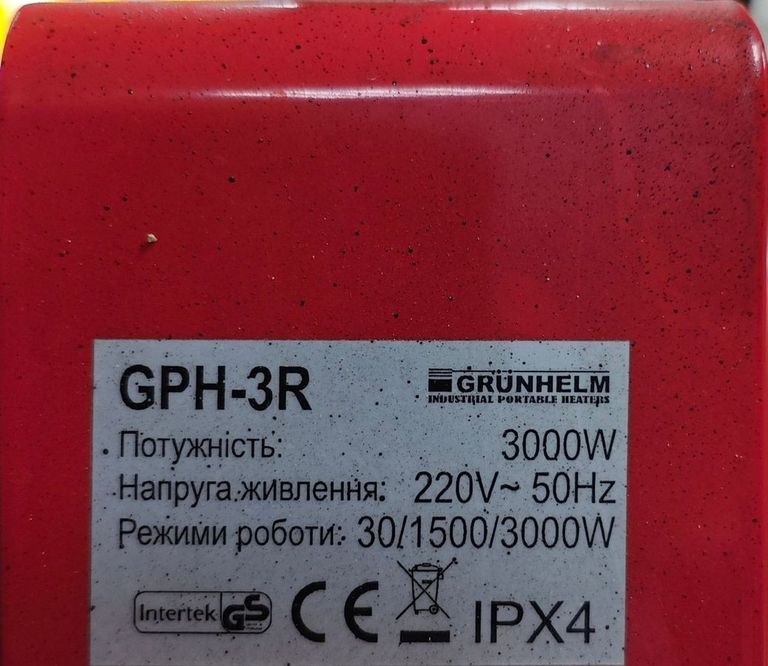 GPH-3R
GRÜNHELM
INDUSTRIAL PORTABLE HEATERS
Потужність: 3000W
Напруга живлення: 220V~ 50Hz
Режими роботи: 30/1500/3000W
Intertek GS CE IPX4